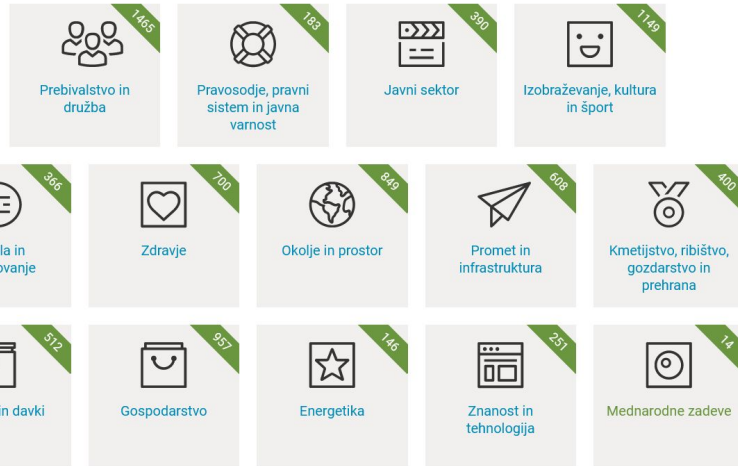 1465
Prebivalstvo in
družba
183
Pravosodje, pravni
sistem in javna
varnost
390
Javni sektor
1149
Izobraževanje, kultura
in šport
366
in
700
Zdravje
849
Okolje in prostor
608
Promet in
infrastruktura
400
Kmetijstvo, ribištvo,
gozdarstvo in
prehrana
512
in davki
957
Gospodarstvo
146
Energetika
251
Znanost in
tehnologija
14
Mednarodne zadeve